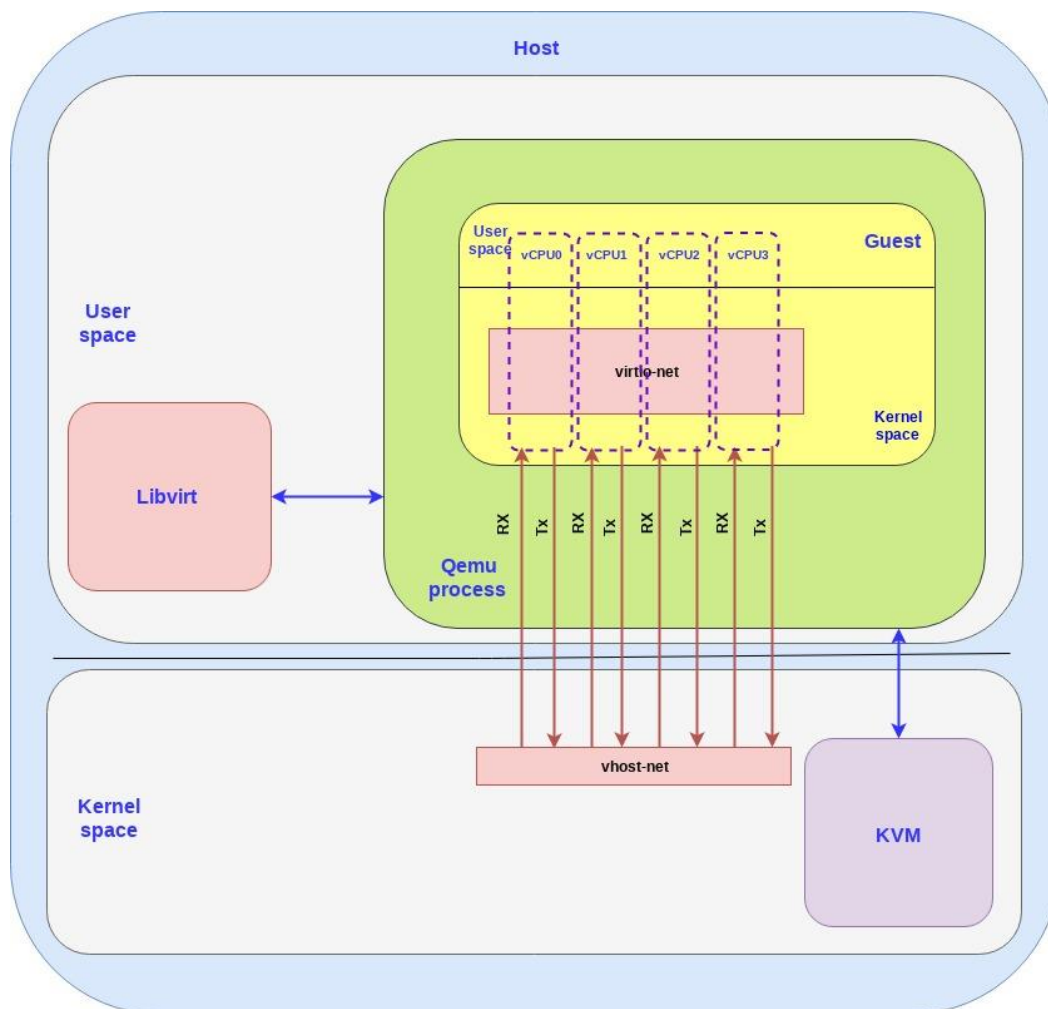 Host
User
space
Guest
vCPU0
vCPU1
vCPU2
vCPU3
User
space
virtio-net
Kernel
space
Libvirt
RX
Tx
RX
Tx
RX
Tx
RX
Tx
Qemu
process
vhost-net
Kernel
space
KVM